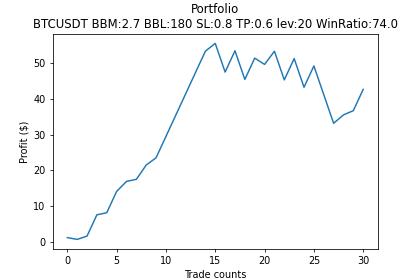 Portfolio
BTCUSDT BBM:2.7 BBL:180 SL:0.8 TP:0.6 lev:20 WinRatio:74.0
50
40
30
20
10
0
Profit ($)
0 5 10 15 20 25 30
Trade counts